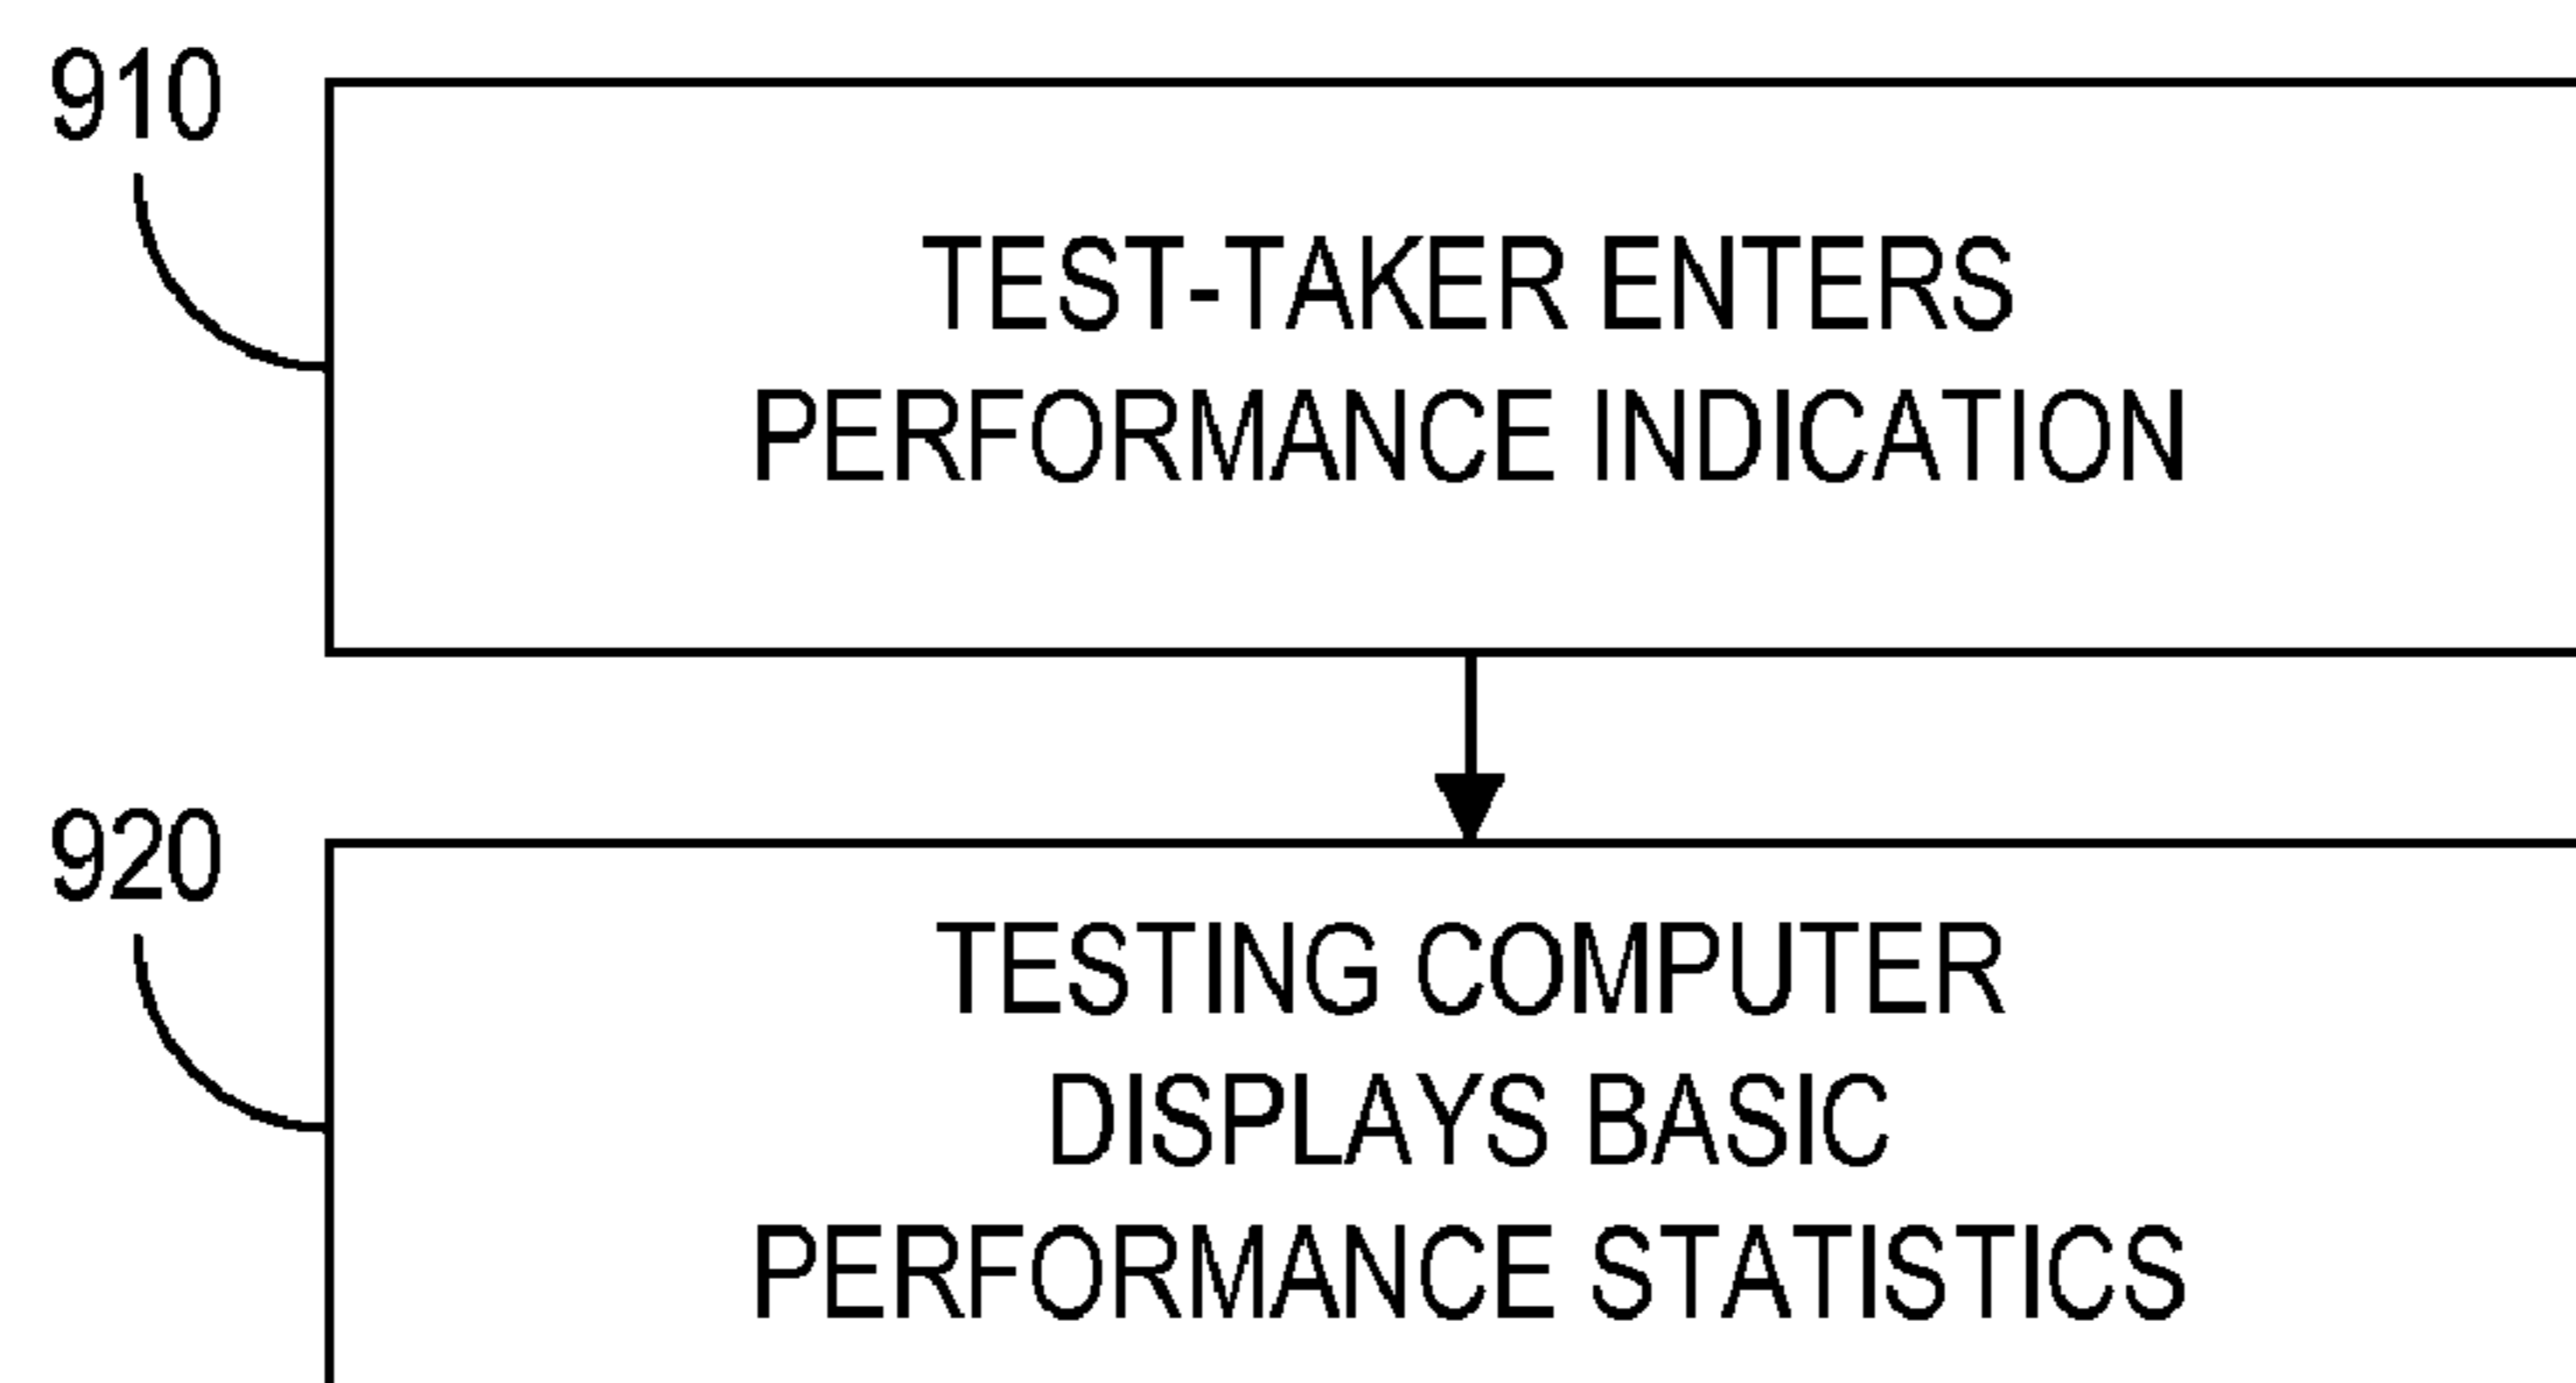 910
TEST-TAKER ENTERS
PERFORMANCE INDICATION
920
TESTING COMPUTER
DISPLAYS BASIC
PERFORMANCE STATISTICS